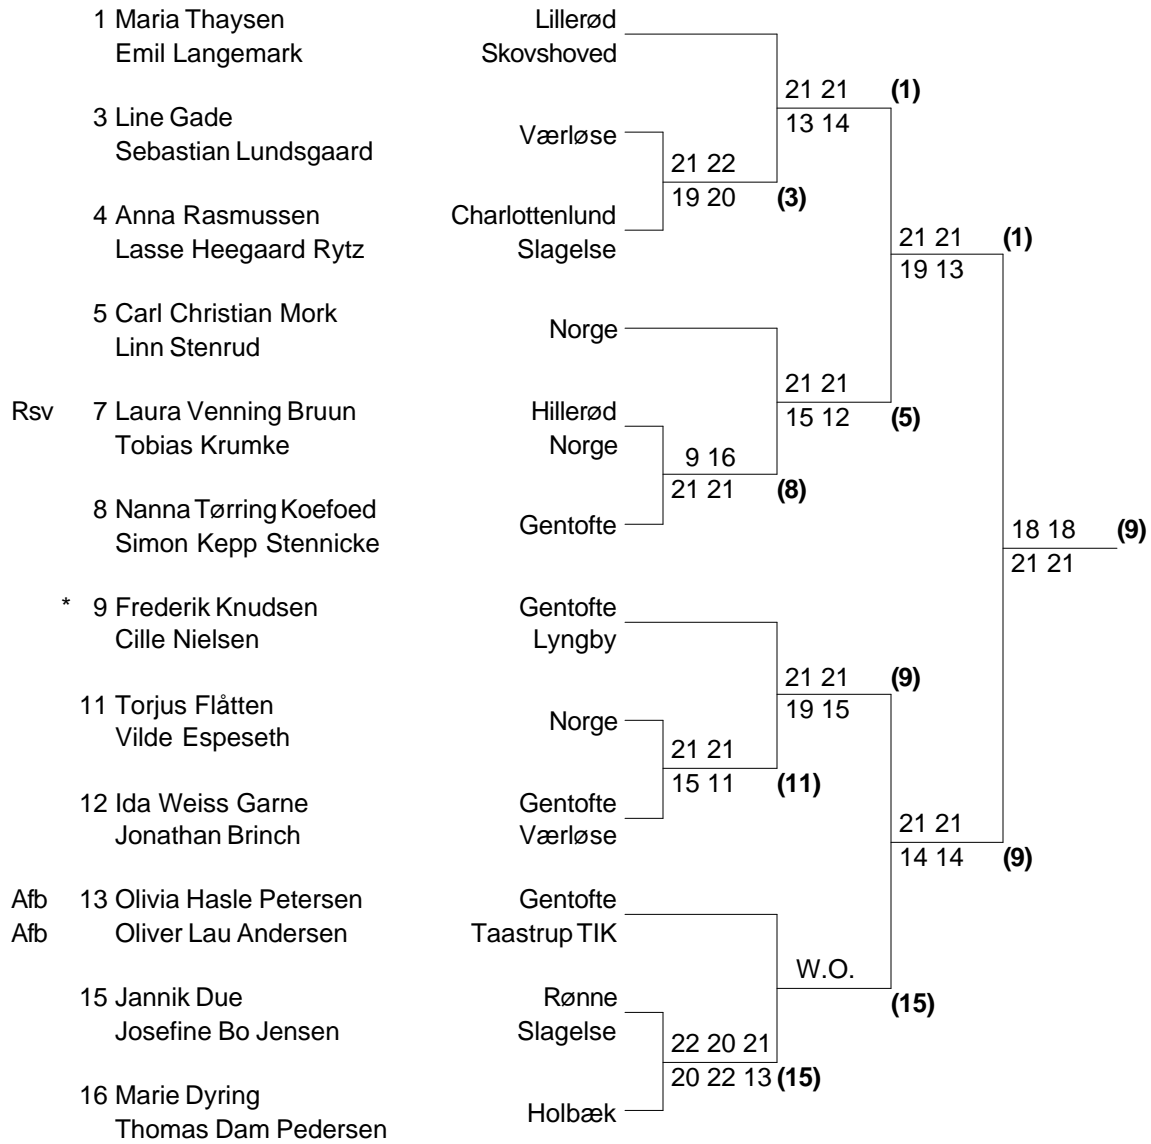 1 Maria Thaysen Lillerød
Emil Langemark Skovshoved
21 21 (1)
3 Line Gade Værløse 13 14
Sebastian Lundsgaard
21 22
19 20 (3)
4 Anna Rasmussen Charlottenlund
Lasse Heegaard Rytz Slagelse
21 21 (1)
19 13
5 Carl Christian Mork Norge
Linn Stenrud
21 21
Rsv 7 Laura Venning Bruun Hillerød 15 12 (5)
Tobias Krumke Norge
9 16
21 21 (8)
8 Nanna Tørring Koefoed Gentofte
Simon Kepp Stennicke
18 18 (9)
21 21
* 9 Frederik Knudsen Gentofte
Cille Nielsen Lyngby
21 21 (9)
11 Torjus Flåtten Norge 19 15
Vilde Espeseth
21 21
15 11 (11)
12 Ida Weiss Garne Gentofte
Jonathan Brinch Værløse
21 21
14 14 (9)
Afb 13 Olivia Hasle Petersen Gentofte
Afb Oliver Lau Andersen Taastrup TIK
W.O.
15 Jannik Due Rønne (15)
Josefine Bo Jensen Slagelse
22 20 21
20 22 13 (15)
16 Marie Dyring Holbæk
Thomas Dam Pedersen